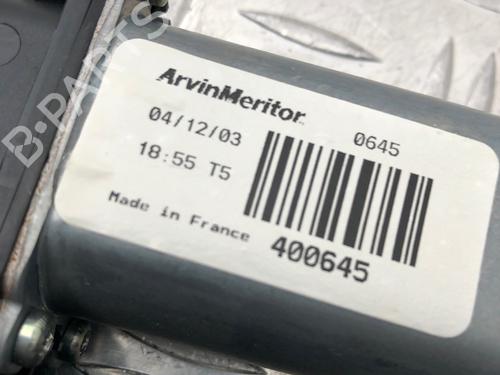 ArvinMeritor
04/12/03 0645
18:55 T5
Made in France
400645
B-PARTS